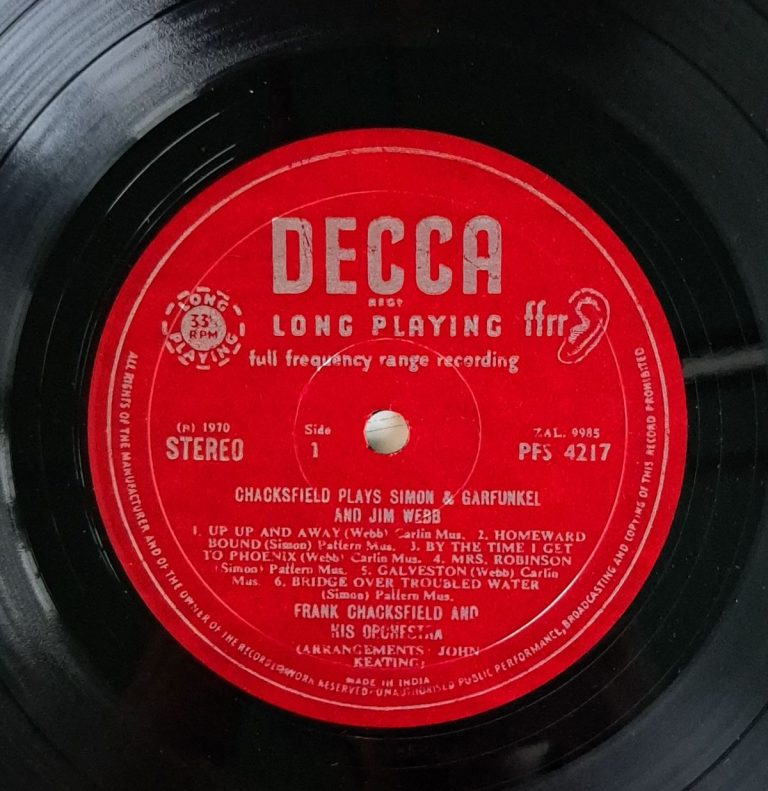 DECCA
REGD
LONG PLAYING
ffrr
LONG
33⅓
RPM
PLAYING
full frequency range recording
(P) 1970
STEREO
Side
1
ZAL. 9985
PFS 4217
CHACKSFIELD PLAYS SIMON & GARFUNKEL
AND JIM WEBB
1. UP UP AND AWAY (Webb) Carlin Mus. 2. HOMEWARD
BOUND (Simon) Pattern Mus. 3. BY THE TIME I GET
TO PHOENIX (Webb) Carlin Mus. 4. MRS. ROBINSON
(Simon) Pattern Mus. 5. GALVESTON (Webb) Carlin
Mus. 6. BRIDGE OVER TROUBLED WATER
(Simon) Pattern Mus.
FRANK CHACKSFIELD AND
HIS ORCHESTRA
(ARRANGEMENTS: JOHN
KEATING)
MADE IN INDIA
ALL RIGHTS OF THE MANUFACTURER AND OF THE OWNER OF THE RECORDED WORK RESERVED·UNAUTHORISED PUBLIC PERFORMANCE, BROADCASTING AND COPYING OF THIS RECORD PROHIBITED